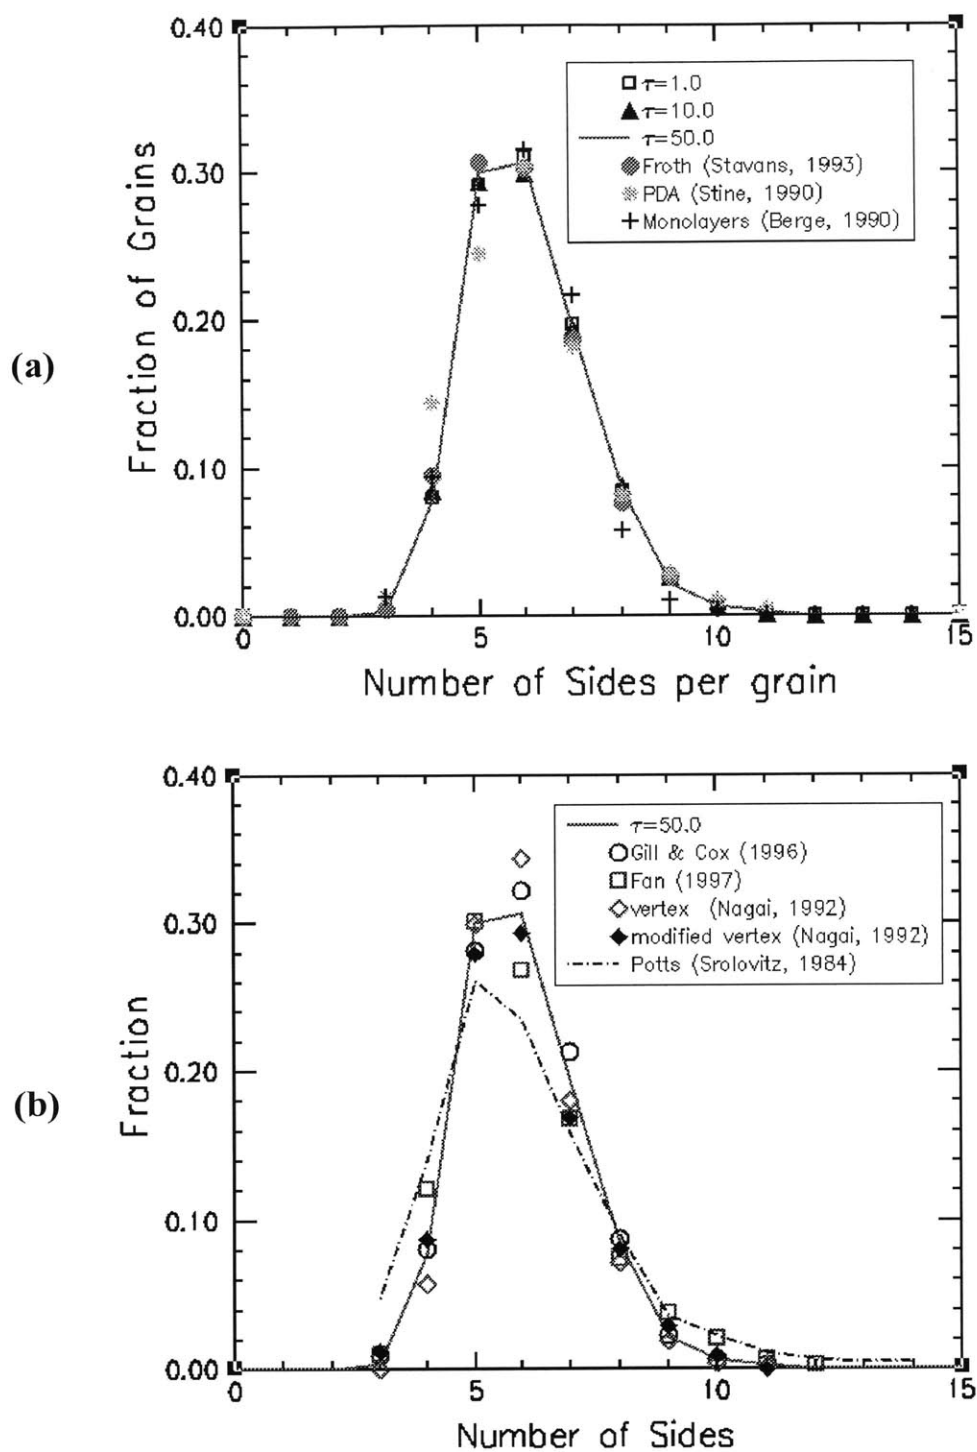 (a)
Fraction of Grains
0.40
0.30
0.20
0.10
0.00
τ=1.0
τ=10.0
τ=50.0
Froth (Stavans, 1993)
PDA (Stine, 1990)
Monolayers (Berge, 1990)
0 5 10 15
Number of Sides per grain
(b)
Fraction
0.40
0.30
0.20
0.10
0.00
τ=50.0
Gill & Cox (1996)
Fan (1997)
vertex (Nagai, 1992)
modified vertex (Nagai, 1992)
Potts (Srolovitz, 1984)
0 5 10 15
Number of Sides